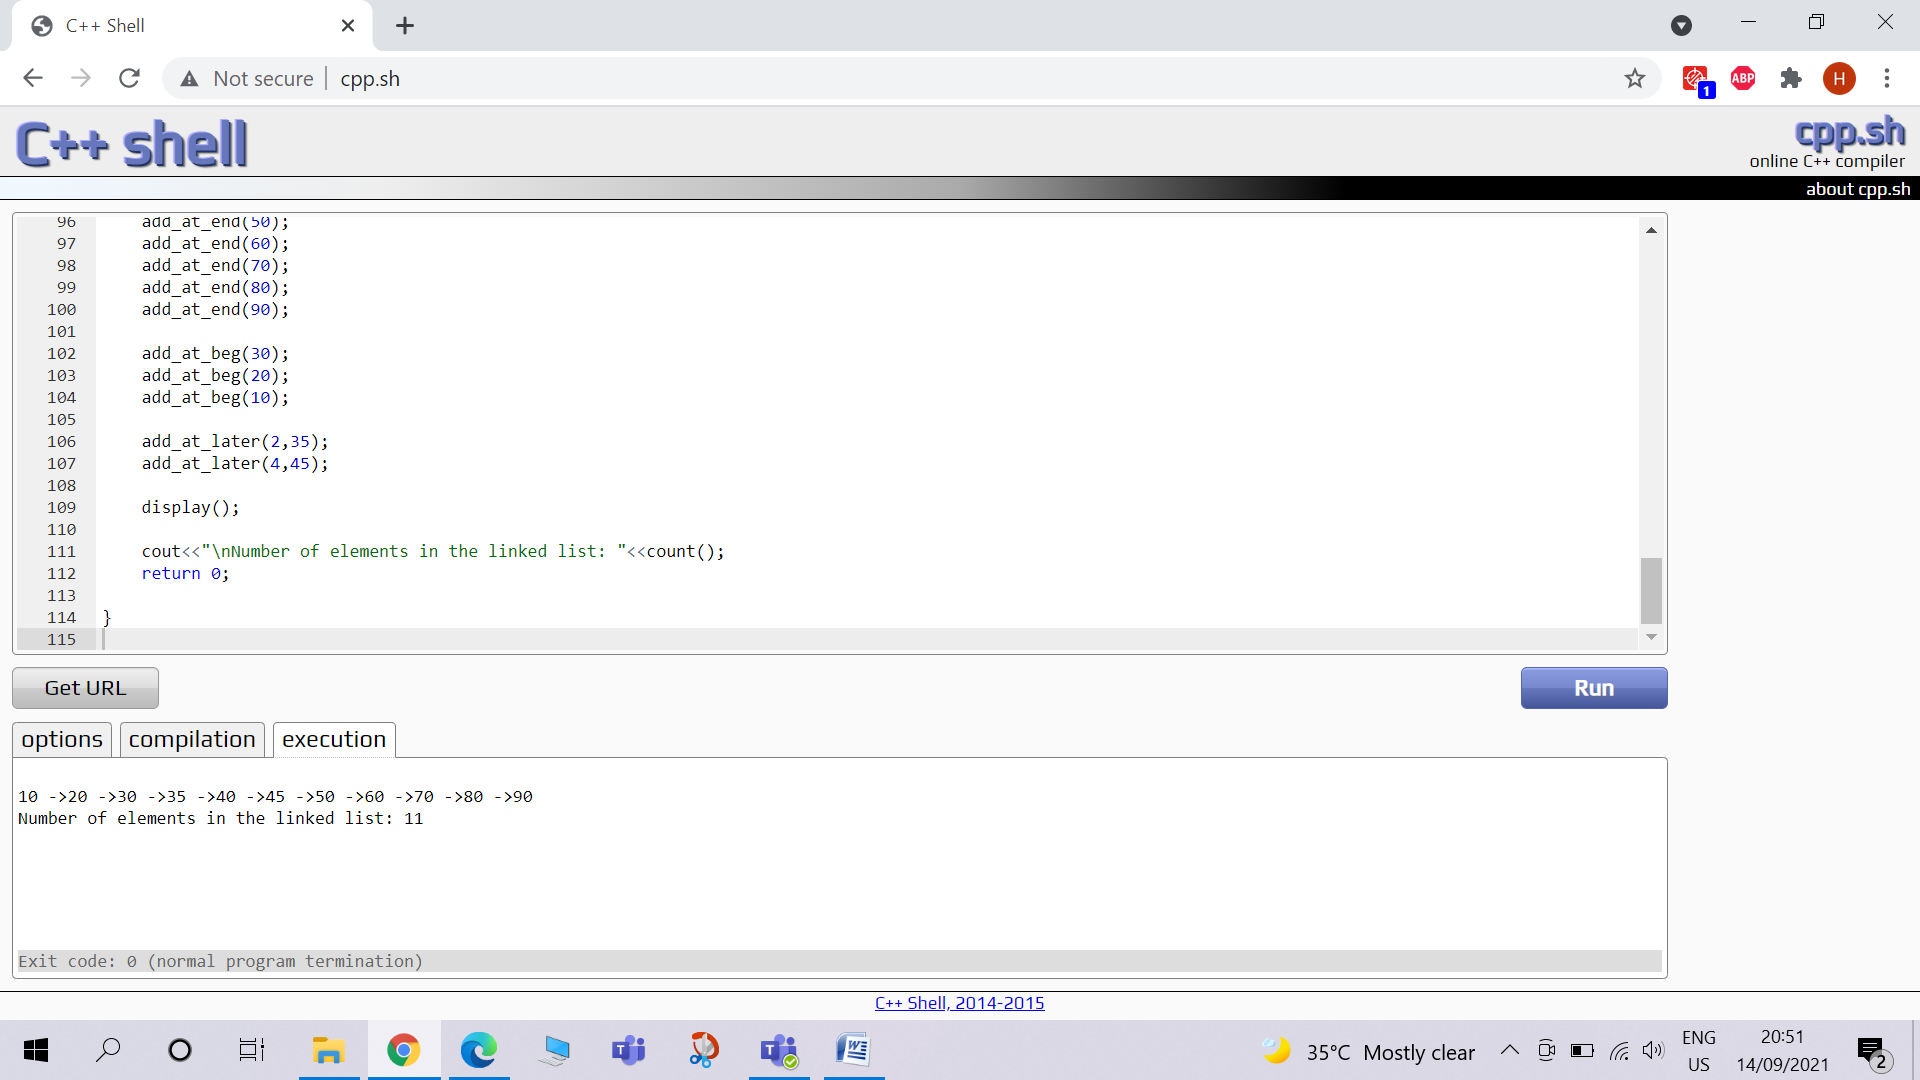 C++ Shell
Not secure | cpp.sh
1
ABP
H
C++ shell
cpp.sh
online C++ compiler
about cpp.sh
96 add_at_end(50);
97 add_at_end(60);
98 add_at_end(70);
99 add_at_end(80);
100 add_at_end(90);
101
102 add_at_beg(30);
103 add_at_beg(20);
104 add_at_beg(10);
105
106 add_at_later(2,35);
107 add_at_later(4,45);
108
109 display();
110
111 cout<<"\nNumber of elements in the linked list: "<<count();
112 return 0;
113
114 }
115
Get URL
Run
options compilation execution
10 ->20 ->30 ->35 ->40 ->45 ->50 ->60 ->70 ->80 ->90
Number of elements in the linked list: 11
Exit code: 0 (normal program termination)
C++ Shell, 2014-2015
35°C Mostly clear
ENG
US
20:51
14/09/2021
2